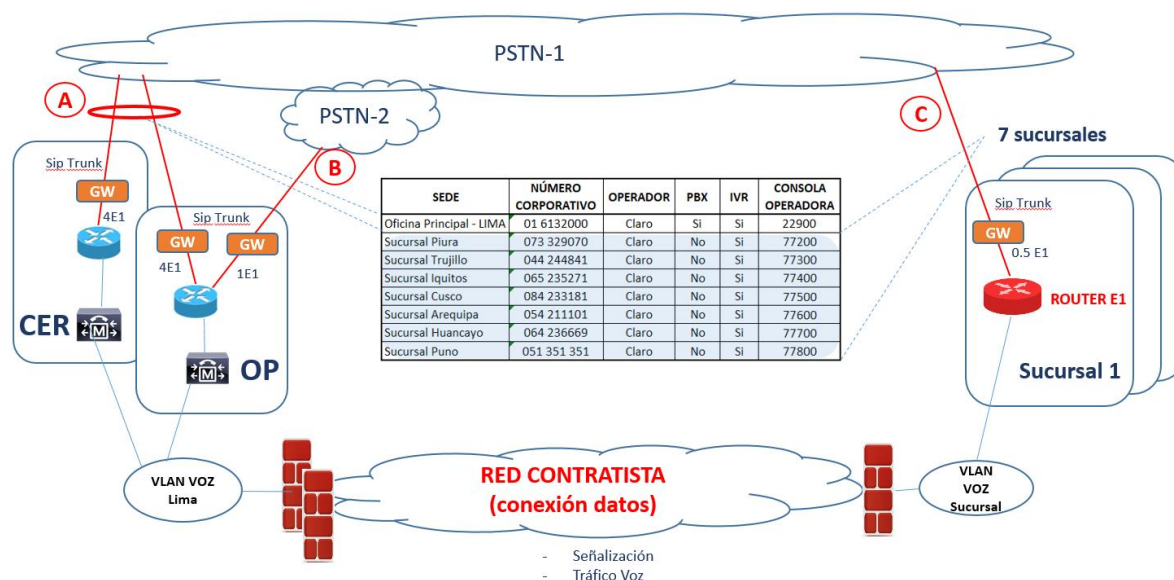 PSTN-1
A
PSTN-2
C
7 sucursales
B
Sip Trunk
GW
4E1
CER
Sip Trunk
GW
GW
4E1
1E1
OP
SEDE NÚMERO CORPORATIVO OPERADOR PBX IVR CONSOLA OPERADORA
Oficina Principal - LIMA 01 6132000 Claro Si Si 22900
Sucursal Piura 073 329070 Claro No Si 77200
Sucursal Trujillo 044 244841 Claro No Si 77300
Sucursal Iquitos 065 235271 Claro No Si 77400
Sucursal Cusco 084 233181 Claro No Si 77500
Sucursal Arequipa 054 211101 Claro No Si 77600
Sucursal Huancayo 064 236669 Claro No Si 77700
Sucursal Puno 051 351 351 Claro No Si 77800
Sip Trunk
GW
0.5 E1
ROUTER E1
Sucursal 1
M
M
VLAN VOZ
Lima
RED CONTRATISTA
(conexión datos)
VLAN
VOZ
Sucursal
- Señalización
- Tráfico Voz